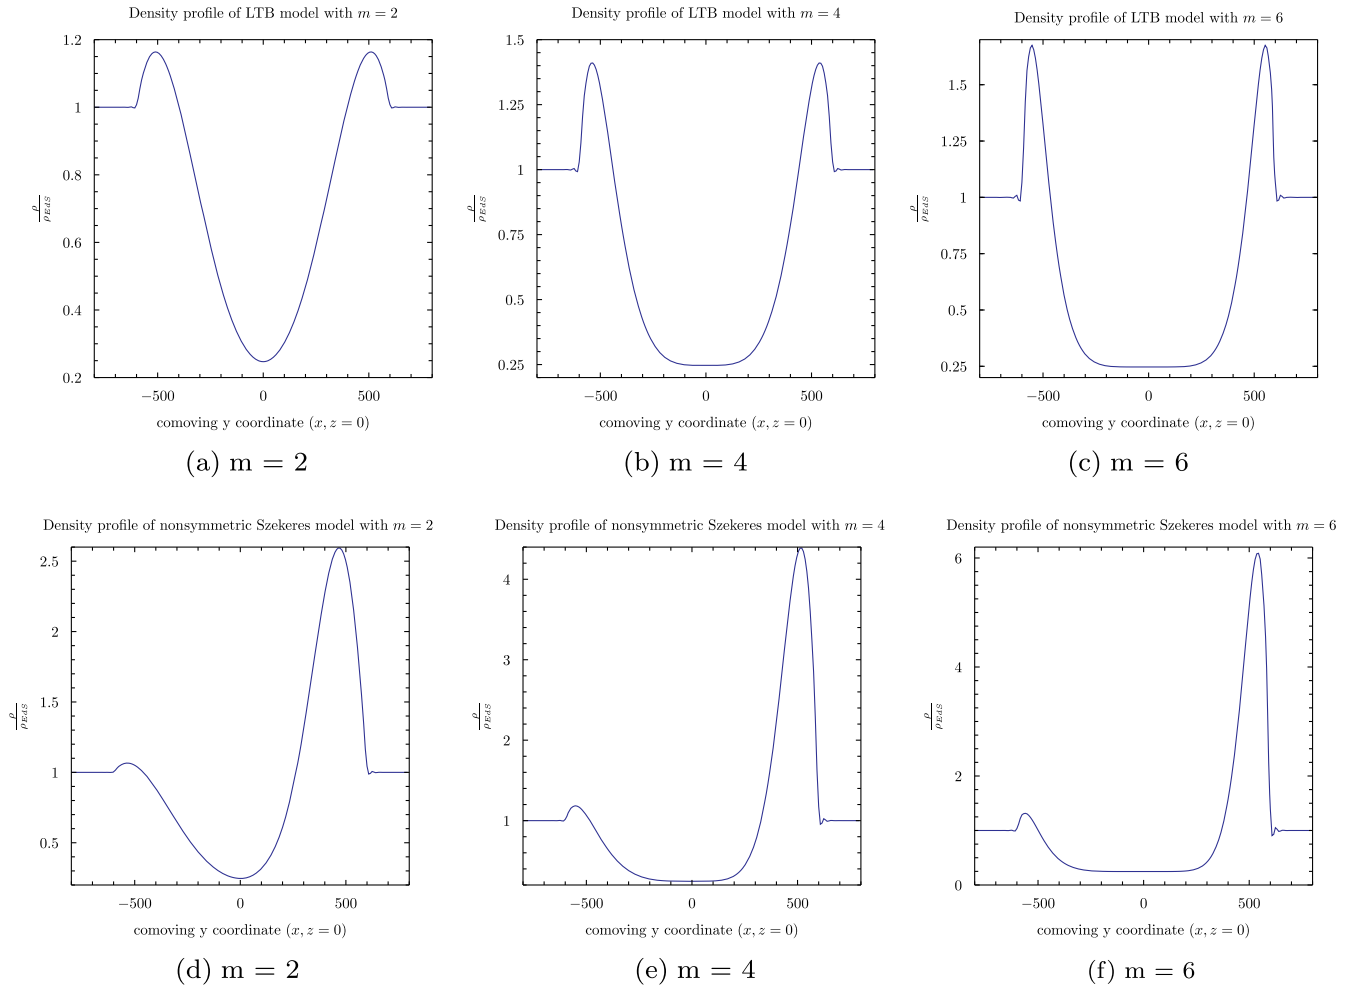 Density profile of LTB model with m = 2
1.2
1
0.8
0.6
0.4
0.2
ρ
ρEdS
−500 0 500
comoving y coordinate (x, z = 0)
(a) m = 2
Density profile of LTB model with m = 4
1.5
1.25
1
0.75
0.5
0.25
ρ
ρEdS
−500 0 500
comoving y coordinate (x, z = 0)
(b) m = 4
Density profile of LTB model with m = 6
1.5
1.25
1
0.75
0.5
0.25
ρ
ρEdS
−500 0 500
comoving y coordinate (x, z = 0)
(c) m = 6
Density profile of nonsymmetric Szekeres model with m = 2
2.5
2
1.5
1
0.5
ρ
ρEdS
−500 0 500
comoving y coordinate (x, z = 0)
(d) m = 2
Density profile of nonsymmetric Szekeres model with m = 4
4
3
2
1
ρ
ρEdS
−500 0 500
comoving y coordinate (x, z = 0)
(e) m = 4
Density profile of nonsymmetric Szekeres model with m = 6
6
4
2
0
ρ
ρEdS
−500 0 500
comoving y coordinate (x, z = 0)
(f) m = 6